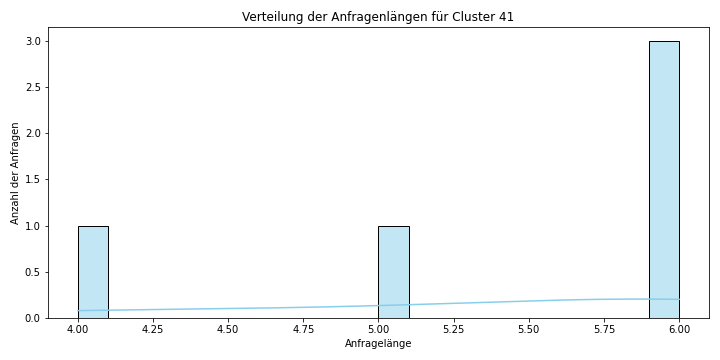 Verteilung der Anfragenlängen für Cluster 41
3.0
2.5
2.0
1.5
1.0
0.5
0.0
Anzahl der Anfragen
4.00 4.25 4.50 4.75 5.00 5.25 5.50 5.75 6.00
Anfragelänge